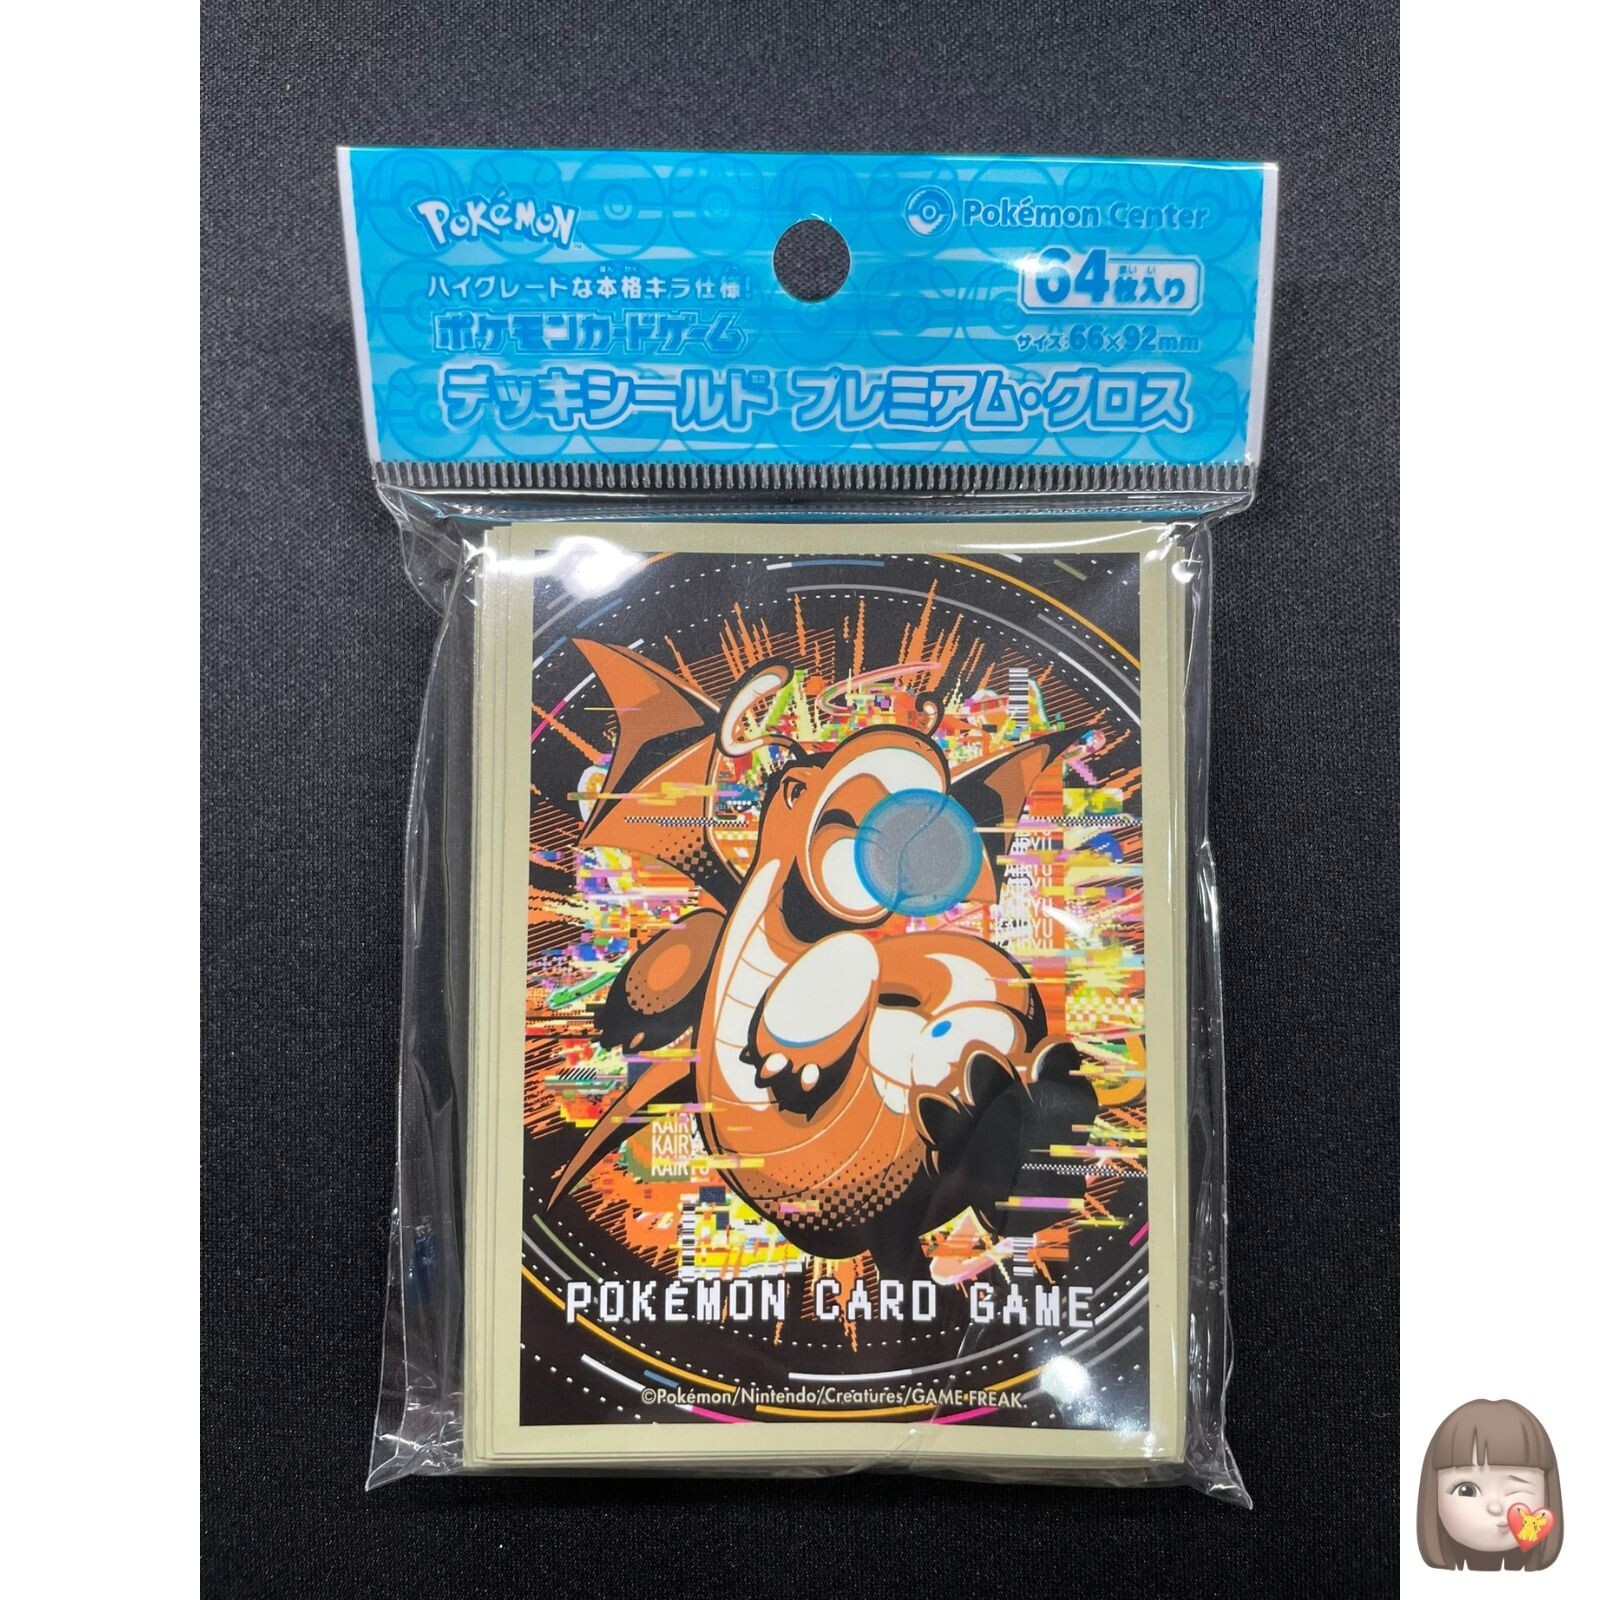 POKÉMON
TM
Pokémon Center
ハイグレードな本格キラ仕様!
64枚入り
ポケモンカードゲーム
サイズ:66×92mm
デッキシールド プレミアム・グロス
KAIRYU
KAIRYU
KAIRY
KAIRYU
POKÉMON CARD GAME
©Pokémon/Nintendo/Creatures/GAME FREAK.